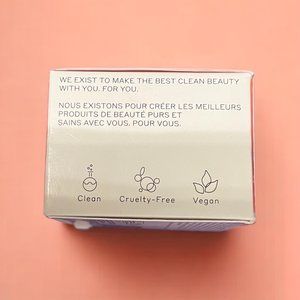 WE EXIST TO MAKE THE BEST CLEAN BEAUTY
WITH YOU. FOR YOU.
NOUS EXISTONS POUR CRÉER LES MEILLEURS
PRODUITS DE BEAUTÉ PURS ET
SAINS AVEC VOUS. POUR VOUS.
Clean Cruelty-Free Vegan